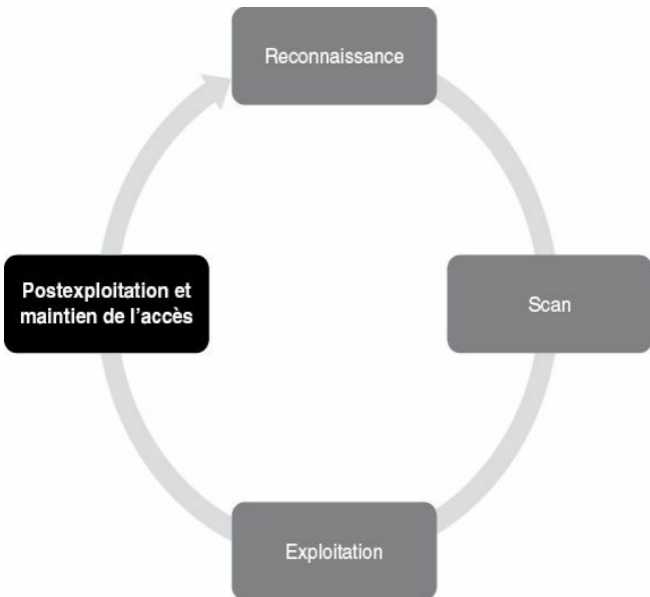 Reconnaissance
Scan
Exploitation
Postexploitation et
maintien de l'accès